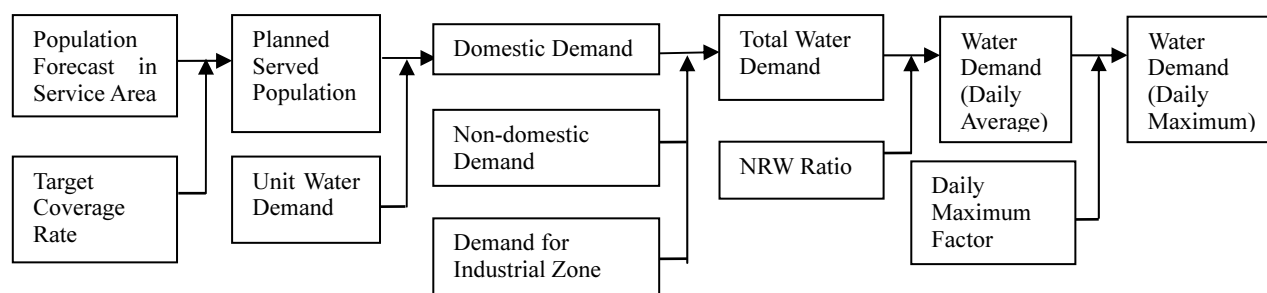 Population
Forecast in
Service Area
Planned
Served
Population
Domestic Demand
Total Water
Demand
Water
Demand
(Daily
Average)
Water
Demand
(Daily
Maximum)
Target
Coverage
Rate
Unit Water
Demand
Non-domestic
Demand
NRW Ratio
Daily
Maximum
Factor
Demand for
Industrial Zone